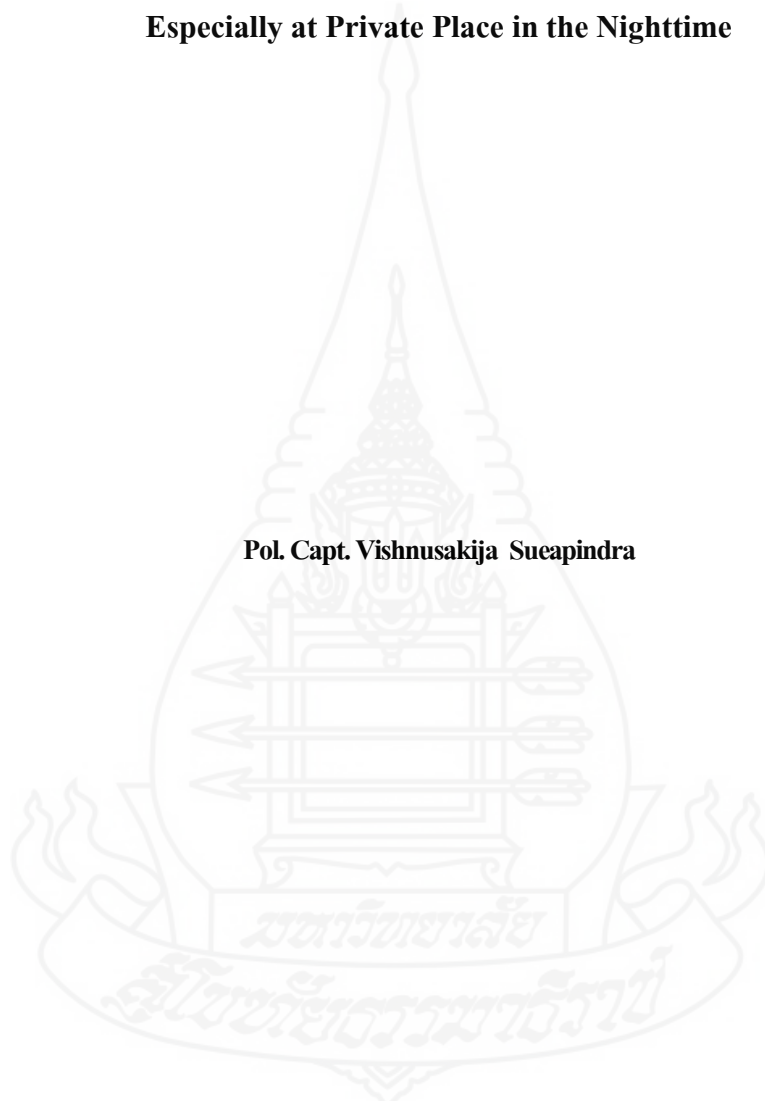 Especially at Private Place in the Nighttime
Pol. Capt. Vishnusakija Sueapindra
มหาวิทยาลัย
สุโขทัยธรรมาธิราช